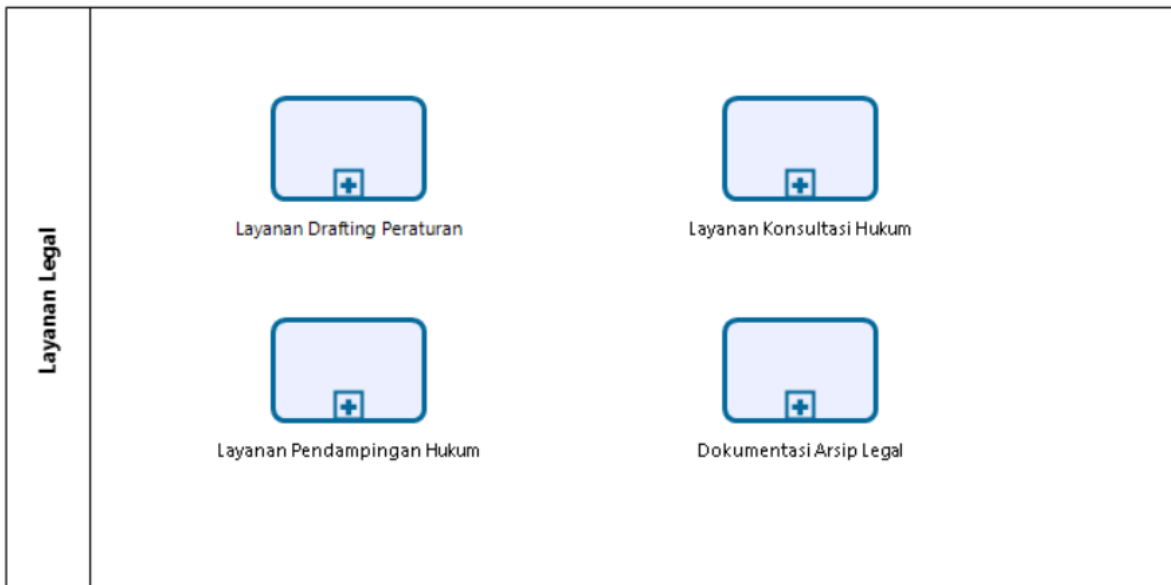 Layanan Legal
Layanan Drafting Peraturan
Layanan Konsultasi Hukum
Layanan Pendampingan Hukum
Dokumentasi Arsip Legal